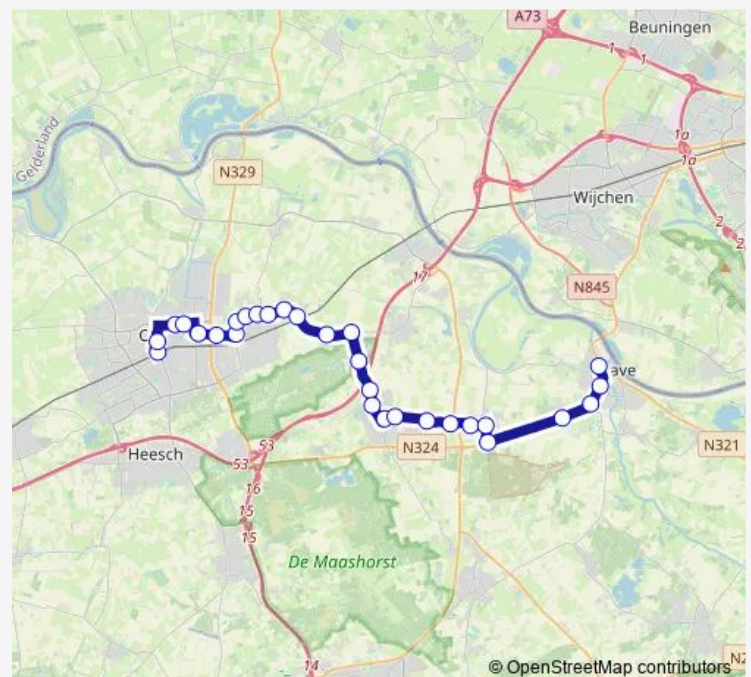 A73
Beuningen
1
1
1a
1a
Gelderland
N329
Wijchen
2
2
17
N845
ave
53
Heesch
53
N324
N321
16
15
15
De Maashorst
14
© OpenStreetMap contributors